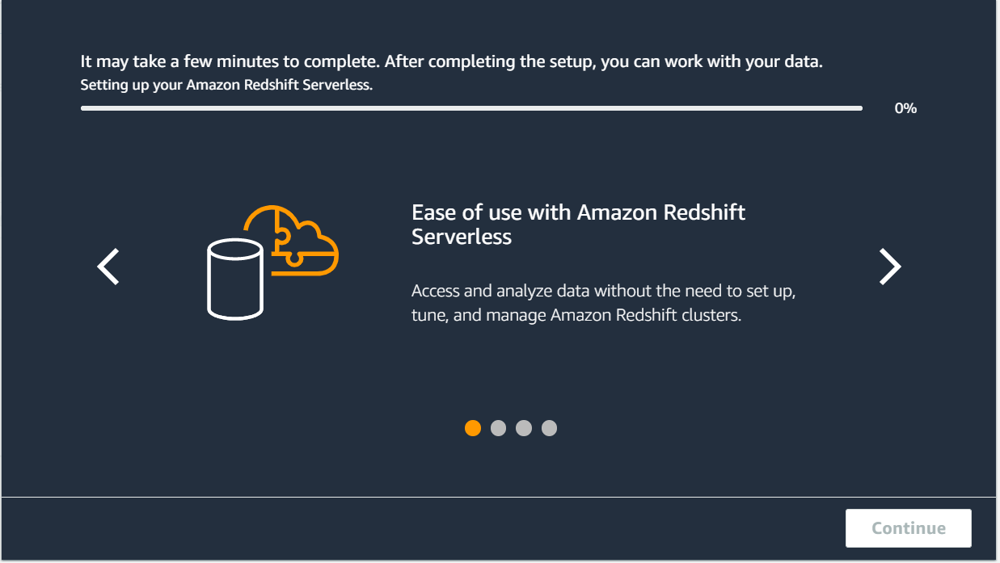 It may take a few minutes to complete. After completing the setup, you can work with your data.
Setting up your Amazon Redshift Serverless.
0%
Ease of use with Amazon Redshift
Serverless
Access and analyze data without the need to set up,
tune, and manage Amazon Redshift clusters.
Continue